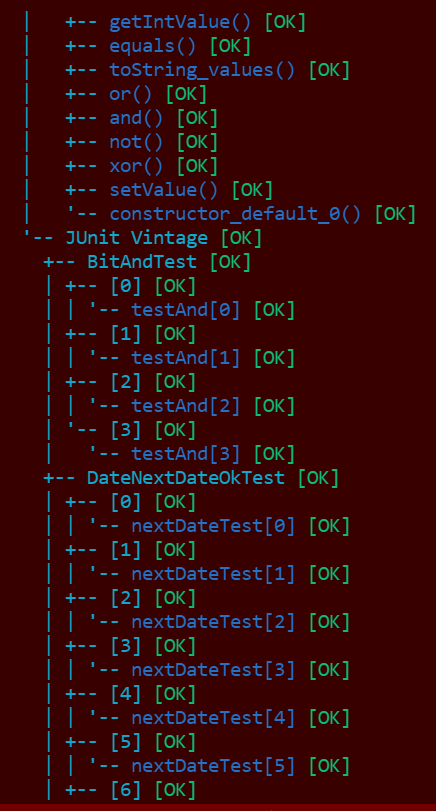 |   +-- getIntValue() [OK]
|   +-- equals() [OK]
|   +-- toString_values() [OK]
|   +-- or() [OK]
|   +-- and() [OK]
|   +-- not() [OK]
|   +-- xor() [OK]
|   +-- setValue() [OK]
|   '-- constructor_default_0() [OK]
'-- JUnit Vintage [OK]
  +-- BitAndTest [OK]
  | +-- [0] [OK]
  | | '-- testAnd[0] [OK]
  | +-- [1] [OK]
  | | '-- testAnd[1] [OK]
  | +-- [2] [OK]
  | | '-- testAnd[2] [OK]
  | '-- [3] [OK]
  |   '-- testAnd[3] [OK]
  +-- DateNextDateOkTest [OK]
  | +-- [0] [OK]
  | | '-- nextDateTest[0] [OK]
  | +-- [1] [OK]
  | | '-- nextDateTest[1] [OK]
  | +-- [2] [OK]
  | | '-- nextDateTest[2] [OK]
  | +-- [3] [OK]
  | | '-- nextDateTest[3] [OK]
  | +-- [4] [OK]
  | | '-- nextDateTest[4] [OK]
  | +-- [5] [OK]
  | | '-- nextDateTest[5] [OK]
  | +-- [6] [OK]